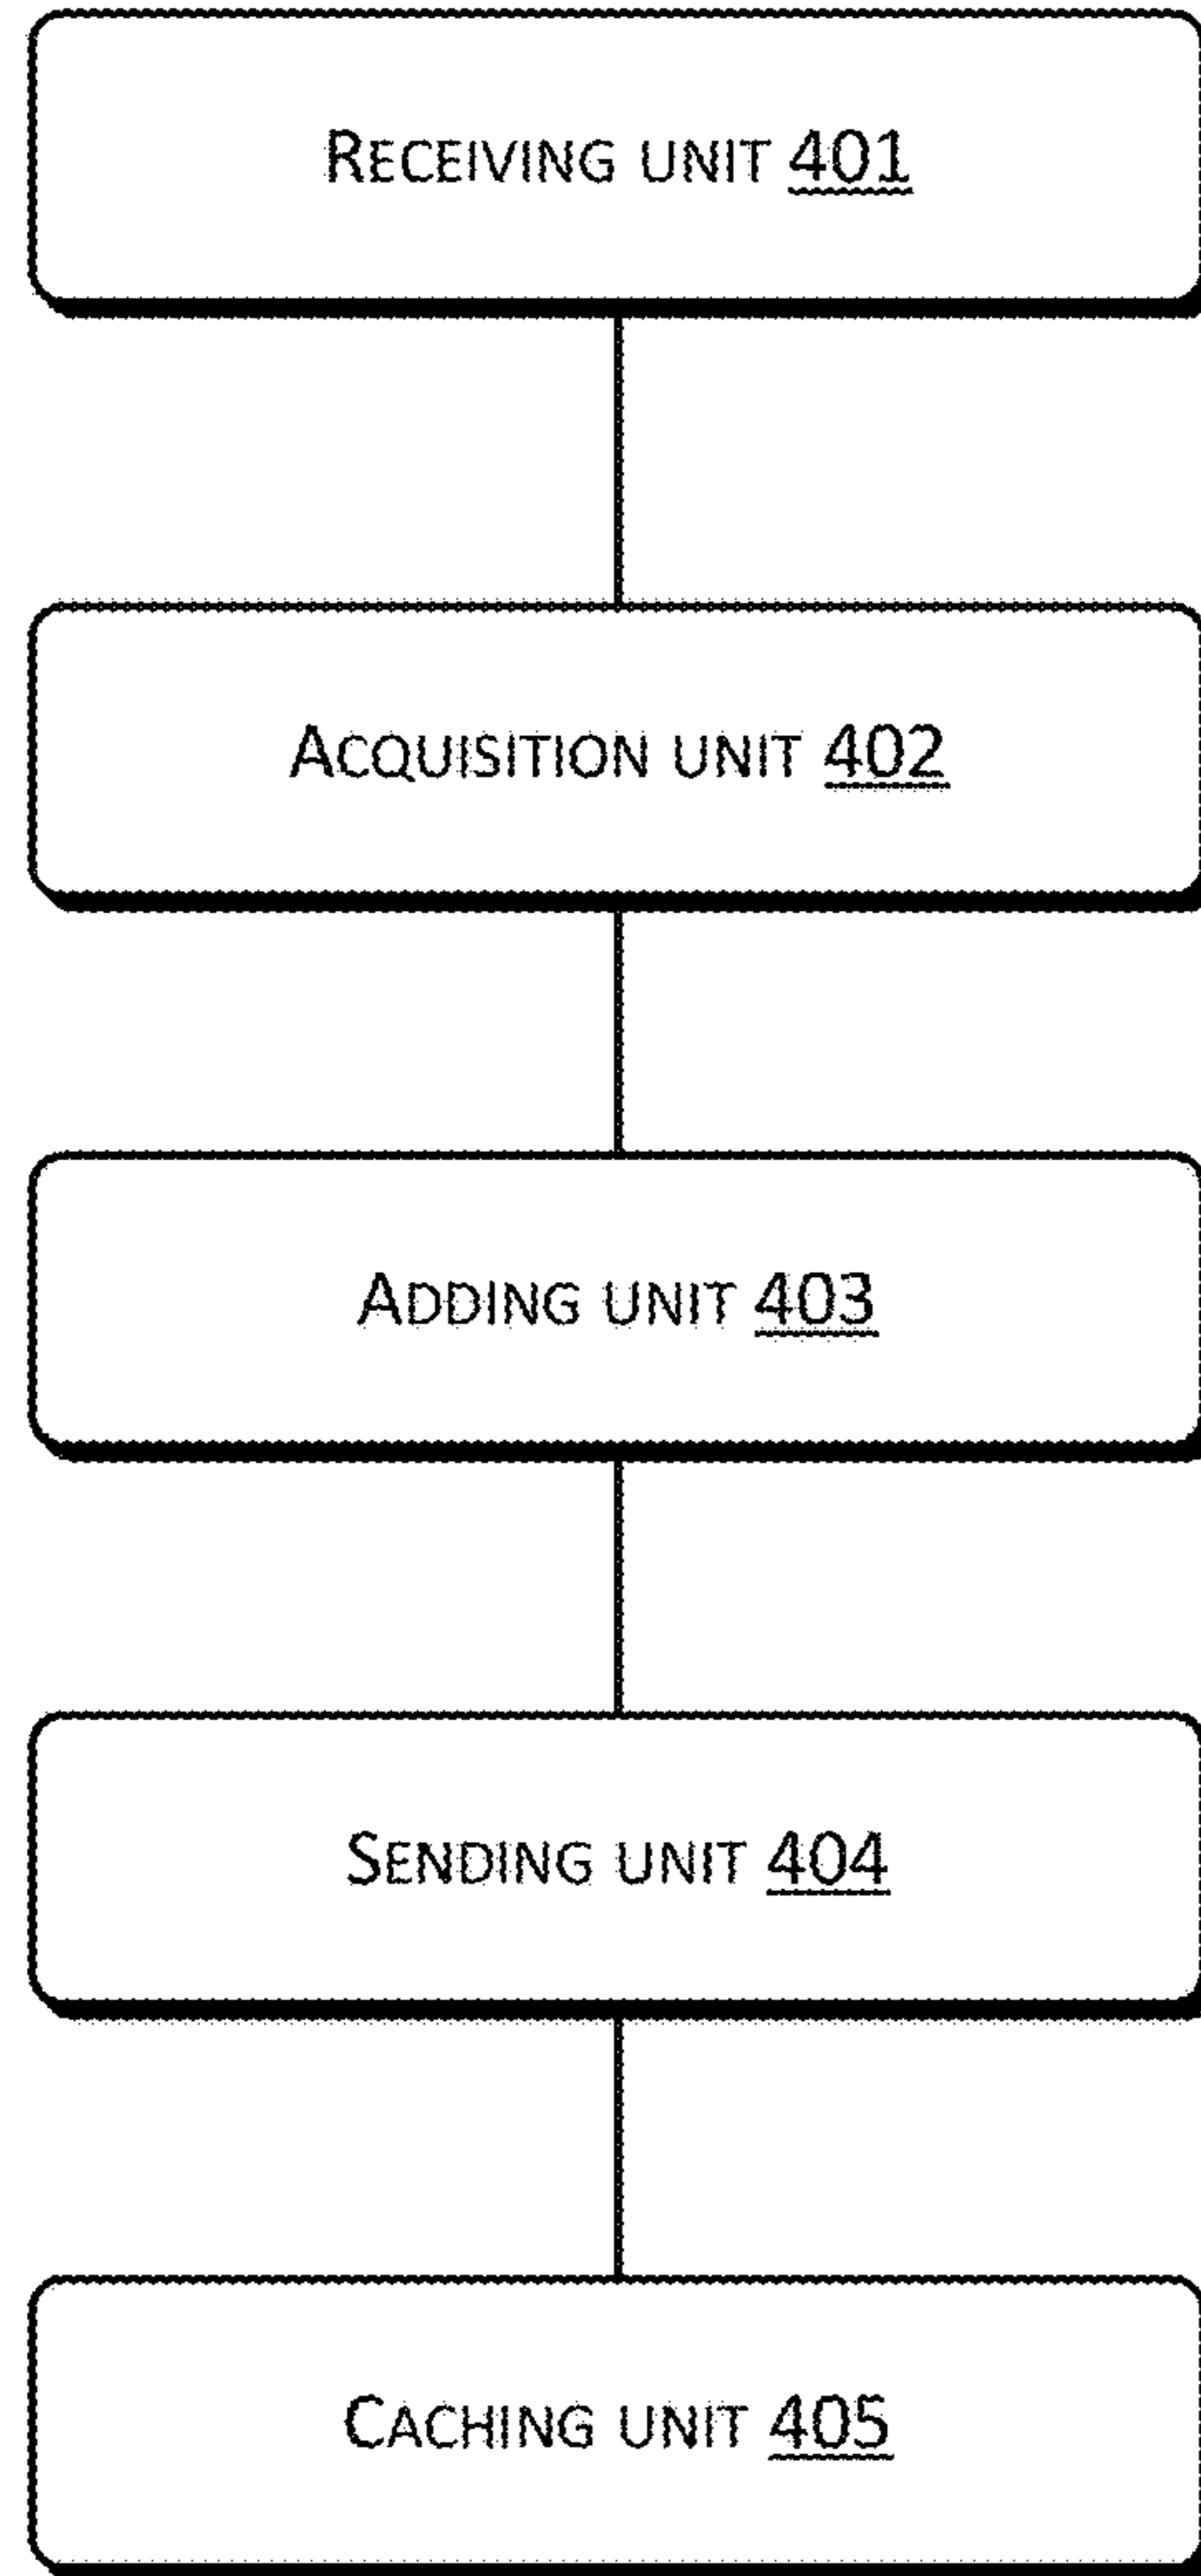 RECEIVING UNIT 401
ACQUISITION UNIT 402
ADDING UNIT 403
SENDING UNIT 404
CACHING UNIT 405